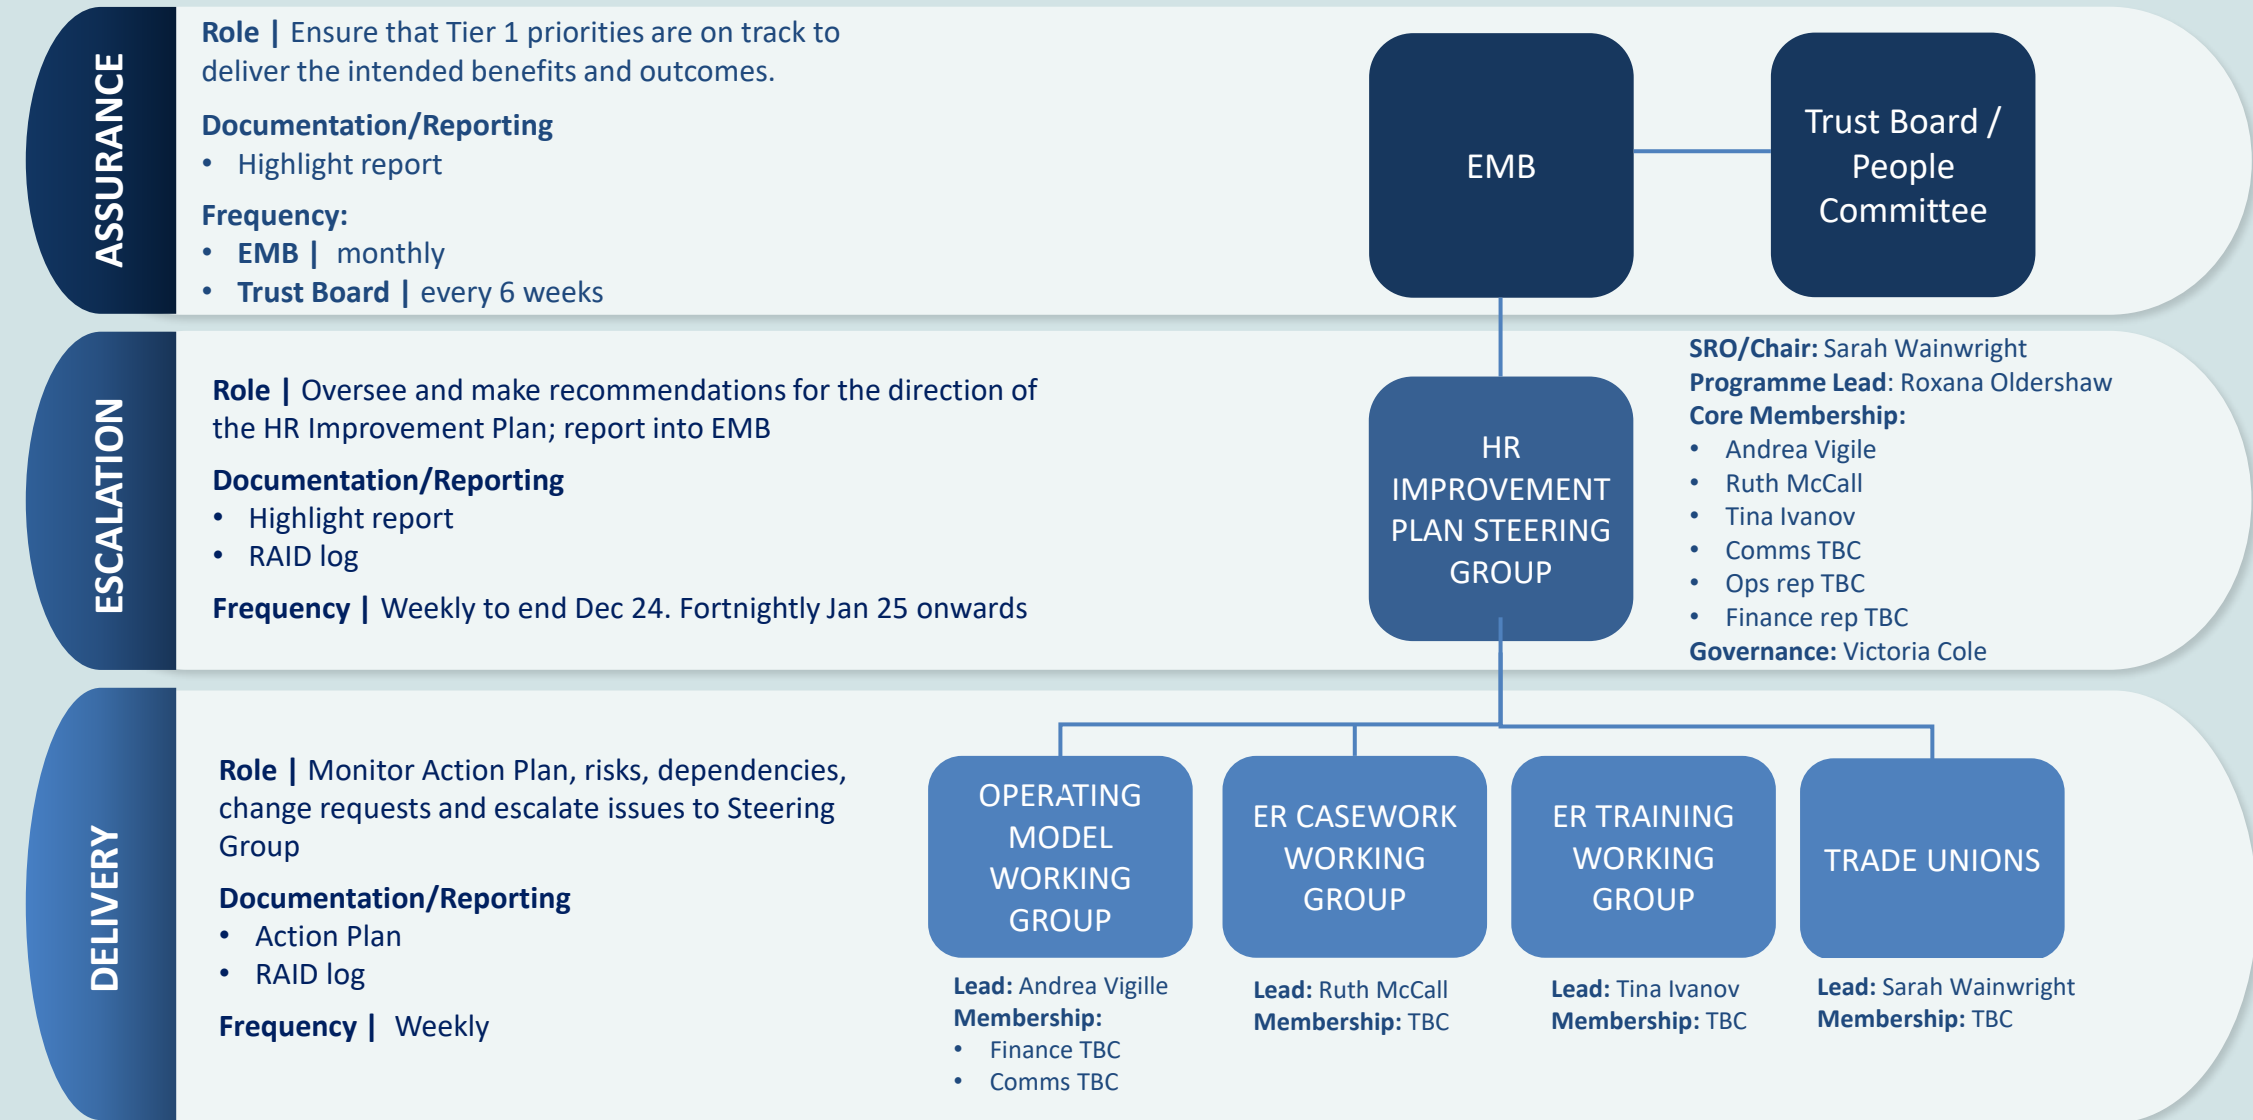 ASSURANCE
Role | Ensure that Tier 1 priorities are on track to
deliver the intended benefits and outcomes.
Documentation/Reporting
• Highlight report
Frequency:
• EMB | monthly
• Trust Board | every 6 weeks
EMB
Trust Board /
People
Committee
ESCALATION
Role | Oversee and make recommendations for the direction of
the HR Improvement Plan; report into EMB
Documentation/Reporting
• Highlight report
• RAID log
Frequency | Weekly to end Dec 24. Fortnightly Jan 25 onwards
HR
IMPROVEMENT
PLAN STEERING
GROUP
SRO/Chair: Sarah Wainwright
Programme Lead: Roxana Oldershaw
Core Membership:
• Andrea Vigile
• Ruth McCall
• Tina Ivanov
• Comms TBC
• Ops rep TBC
• Finance rep TBC
Governance: Victoria Cole
DELIVERY
Role | Monitor Action Plan, risks, dependencies,
change requests and escalate issues to Steering
Group
Documentation/Reporting
• Action Plan
• RAID log
Frequency | Weekly
OPERATING
MODEL
WORKING
GROUP
Lead: Andrea Vigille
Membership:
• Finance TBC
• Comms TBC
ER CASEWORK
WORKING
GROUP
Lead: Ruth McCall
Membership: TBC
ER TRAINING
WORKING
GROUP
Lead: Tina Ivanov
Membership: TBC
TRADE UNIONS
Lead: Sarah Wainwright
Membership: TBC